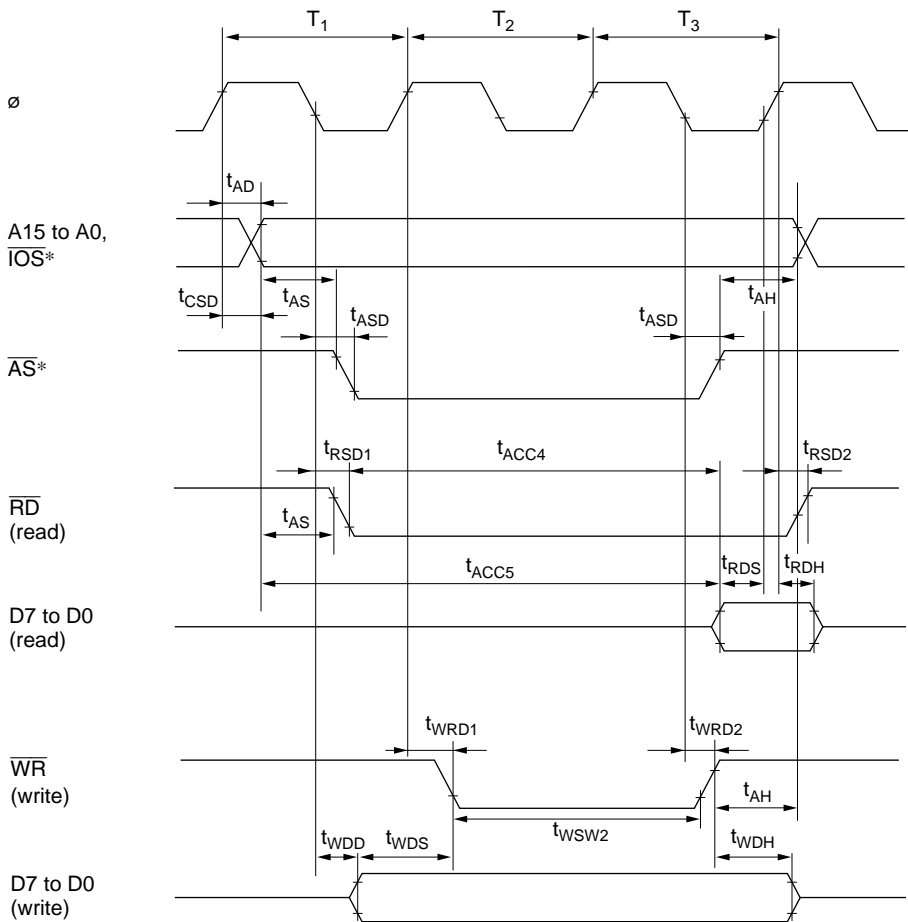 T1 T2 T3
ø
tAD
A15 to A0,
IOS*
tCSD tAS tAH
tASD tASD
AS*
tRSD1 tACC4 tRSD2
RD
(read)
tAS
tACC5 tRDS tRDH
D7 to D0
(read)
tWRD1 tWRD2
WR
(write)
tAH
tWSW2
tWDD tWDS tWDH
D7 to D0
(write)